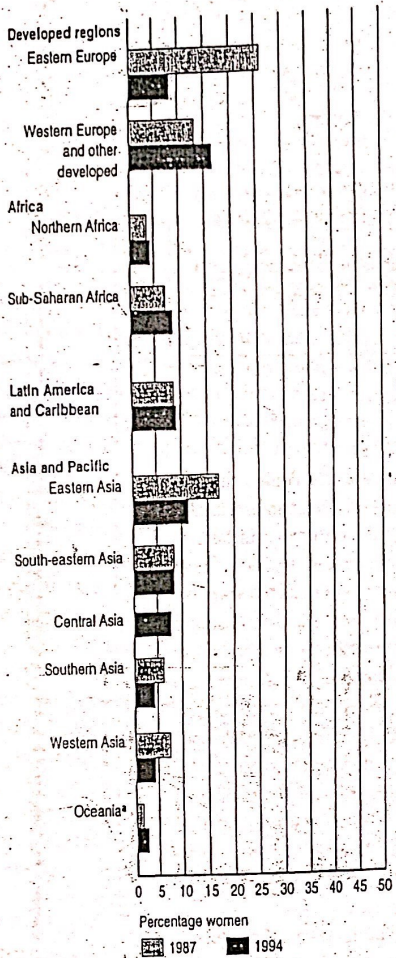 Developed regions
Eastern Europe
Western Europe
and other
developed
Africa
Northern Africa
Sub-Saharan Africa
Latin America
and Caribbean
Asia and Pacific
Eastern Asia
South-eastern Asia
Central Asia
Southern Asia
Western Asia
Oceaniaª
0 5 10 15 20 25 30 35 40 45 50
Percentage women
1987 1994